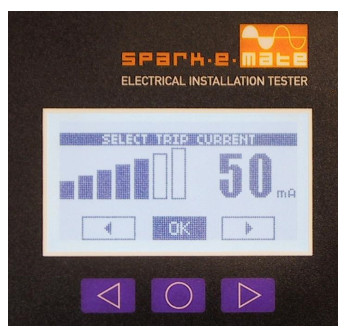 spark·e·mate
ELECTRICAL INSTALLATION TESTER
SELECT TRIP CURRENT
50 mA
OK